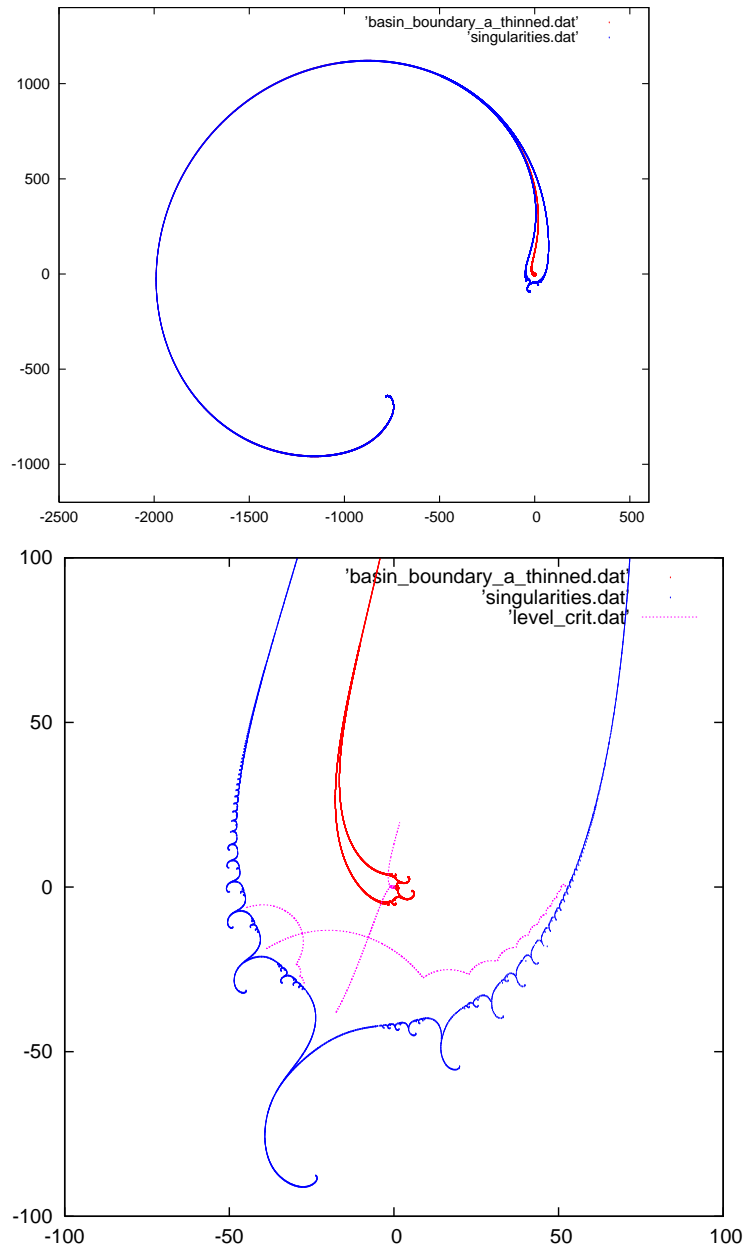 'basin_boundary_a_thinned.dat'
'singularities.dat'
1000
500
0
-500
-1000
-2500 -2000 -1500 -1000 -500 0 500
100
'basin_boundary_a_thinned.dat'
'singularities.dat'
'level_crit.dat'
50
0
-50
-100
-100 -50 0 50 100